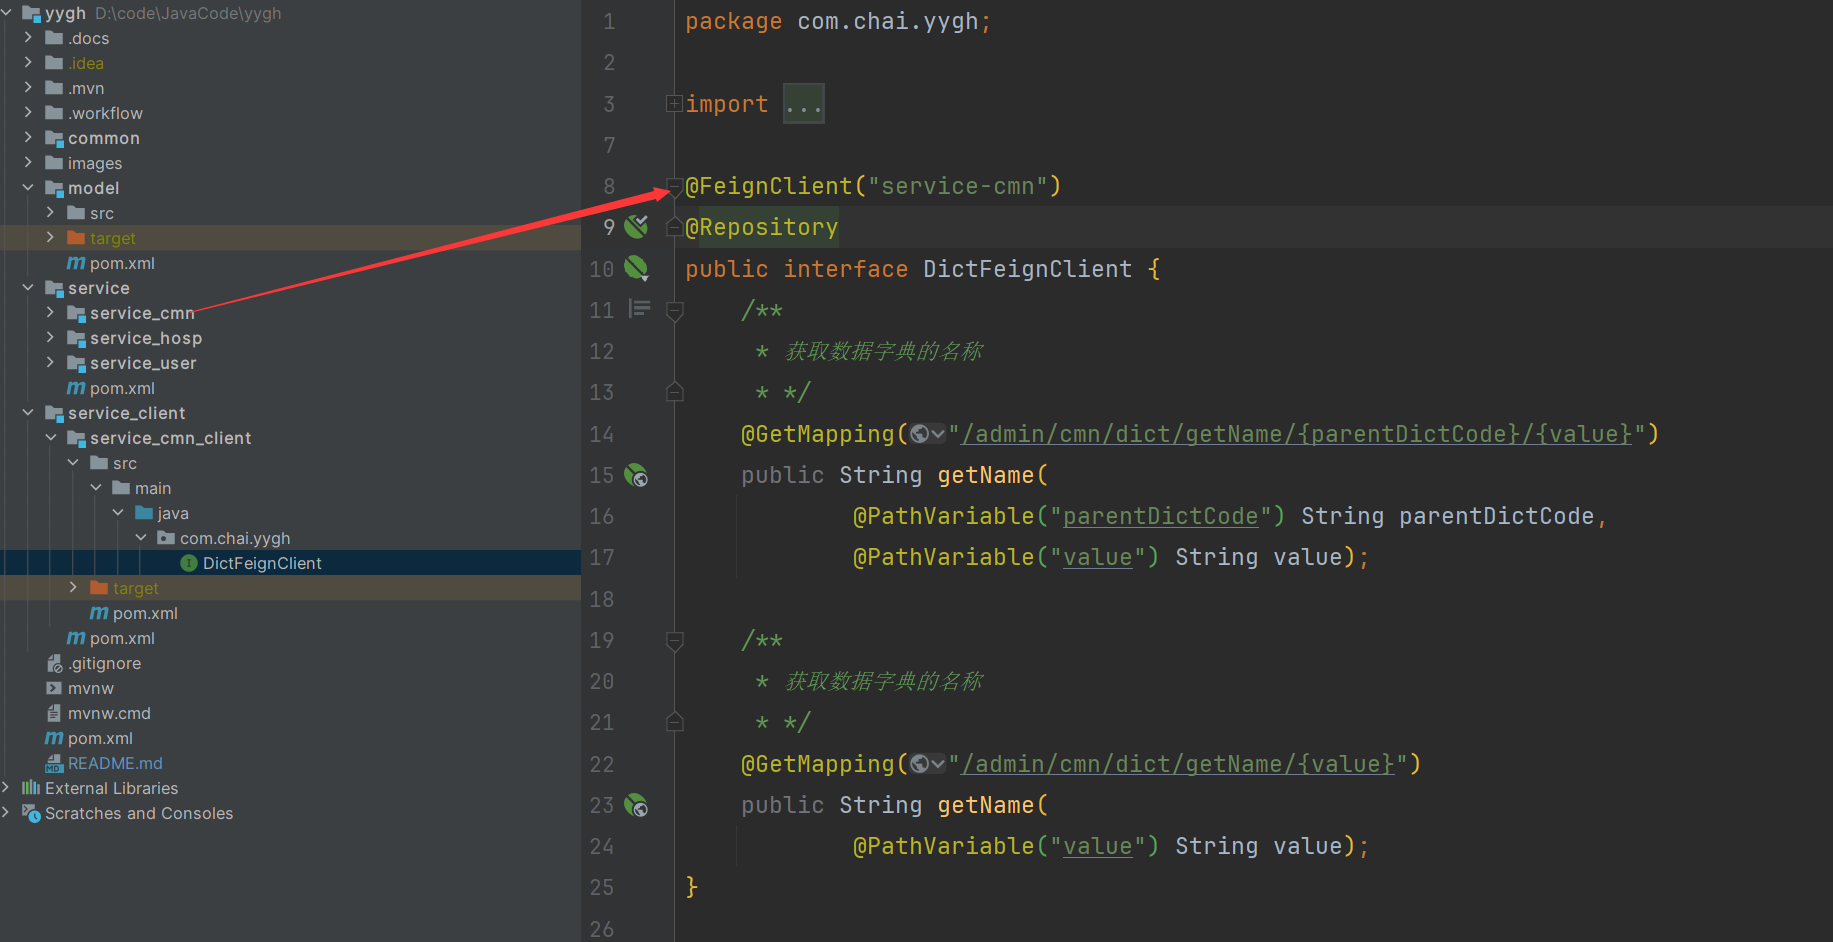 yygh D:\code\JavaCode\yygh
.docs
.idea
.mvn
.workflow
common
images
model
src
target
pom.xml
service
service_cmn
service_hosp
service_user
pom.xml
service_client
service_cmn_client
src
main
java
com.chai.yygh
DictFeignClient
target
pom.xml
pom.xml
.gitignore
mvnw
mvnw.cmd
pom.xml
README.md
External Libraries
Scratches and Consoles
1 package com.chai.yygh;
2
3 import ...
7
8 @FeignClient("service-cmn")
9 @Repository
10 public interface DictFeignClient {
11 /**
12 * 获取数据字典的名称
13 * */
14 @GetMapping("/admin/cmn/dict/getName/{parentDictCode}/{value}")
15 public String getName(
16 @PathVariable("parentDictCode") String parentDictCode,
17 @PathVariable("value") String value);
18
19 /**
20 * 获取数据字典的名称
21 * */
22 @GetMapping("/admin/cmn/dict/getName/{value}")
23 public String getName(
24 @PathVariable("value") String value);
25 }
26